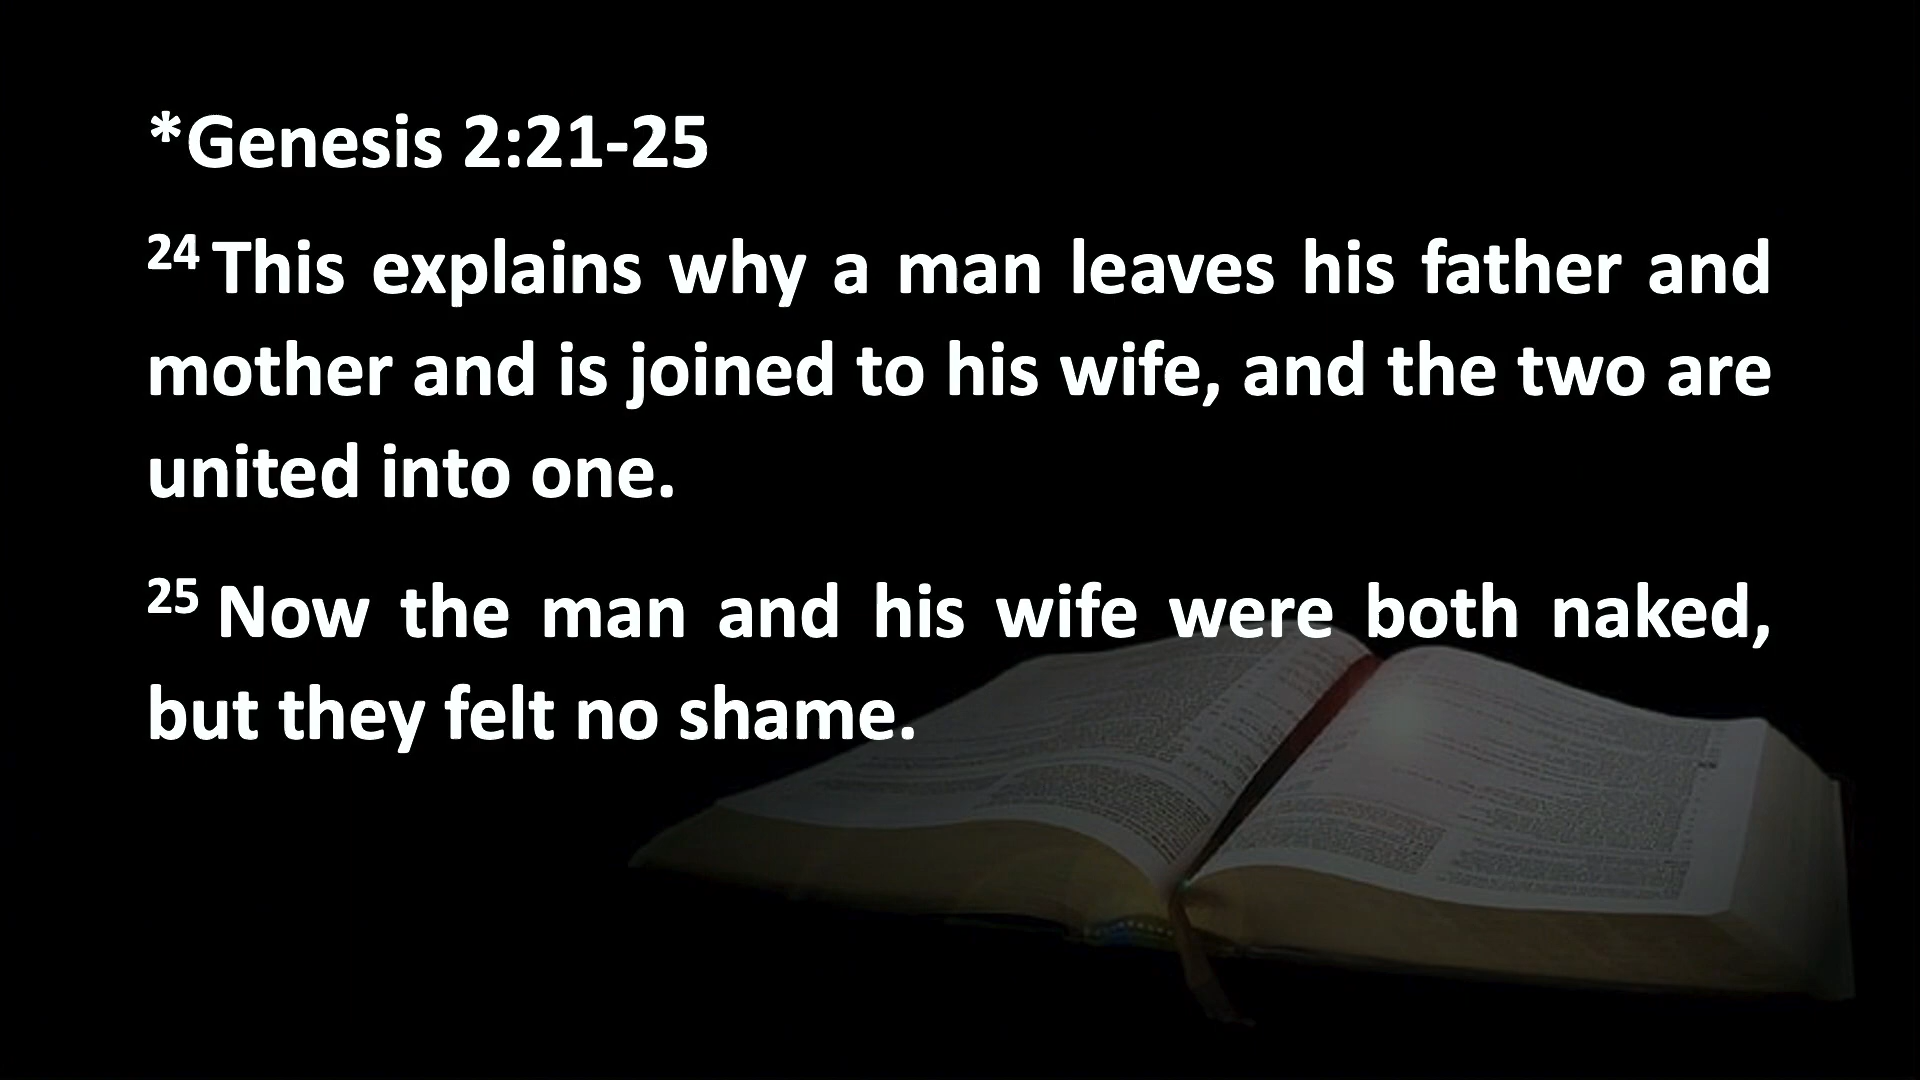 *Genesis 2:21-25
24 This explains why a man leaves his father and
mother and is joined to his wife, and the two are
united into one.
25 Now the man and his wife were both naked,
but they felt no shame.